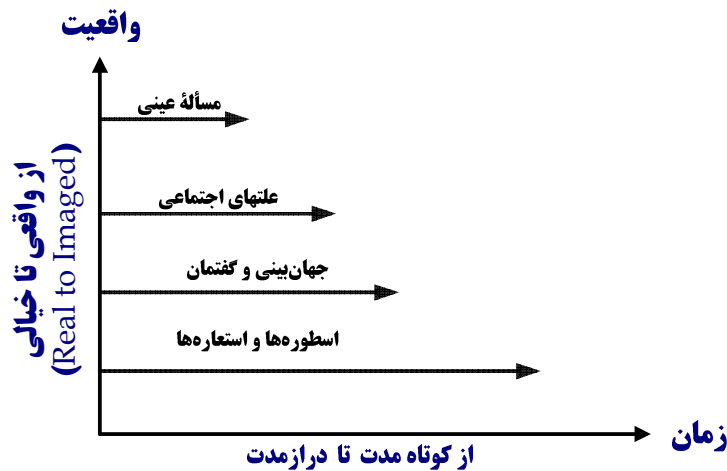 واقعیت
مسألهٔ عینی
علتهای اجتماعی
جهان‌بینی و گفتمان
اسطوره‌ها و استعاره‌ها
از واقعی تا خیالی
(Real to Imaged)
زمان
از کوتاه مدت تا درازمدت